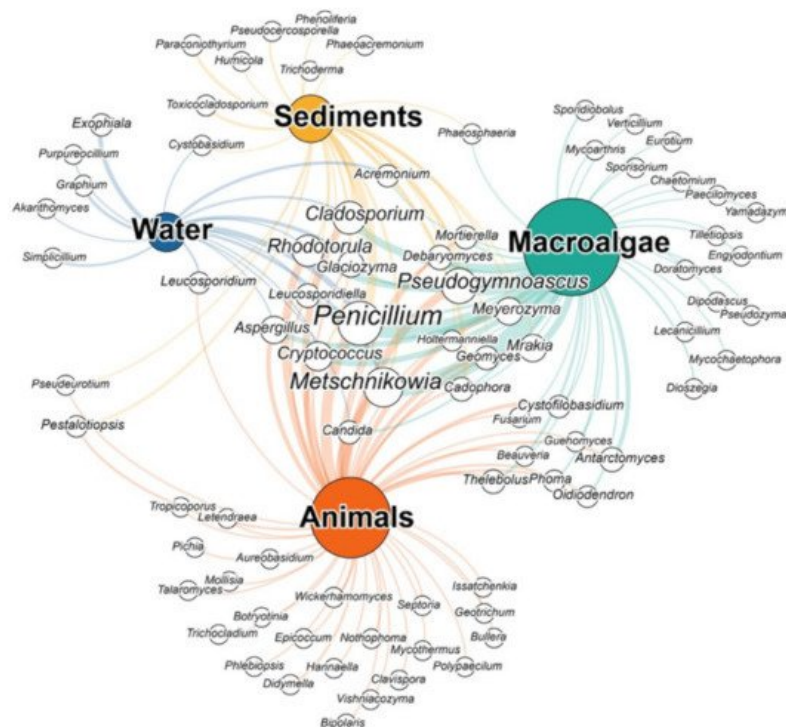 Phenoliferia
Pseudocercosporella
Paraconiothyrium
Phaeoacremonium
Humicola
Trichoderma
Toxicocladosporium
Sediments
Sporidiobolus
Verticillium
Exophiala
Phaeosphaeria
Eurotium
Cystobasidium
Mycoarthris
Purpureocillium
Sporisorium
Acremonium
Chaetomium
Graphium
Paecilomyces
Akanthomyces
Cladosporium
Yamadazyma
Water
Mortierella
Tilletiopsis
Macroalgae
Rhodotorula
Debaryomyces
Engyodontium
Simplicillium
Glaciozyma
Doratomyces
Leucosporidium
Pseudogymnoascus
Leucosporidiella
Dipodascus
Meyerozyma
Pseudozyma
Penicillium
Aspergillus
Lecanicillium
Holtermanniella
Mrakia
Cryptococcus
Geomyces
Mycochaetophora
Metschnikowia
Cadophora
Pseudeurotium
Dioszegia
Cystofilobasidium
Fusarium
Pestalotiopsis
Candida
Guehomyces
Beauveria
Antarctomyces
Thelebolus
Phoma
Oidiodendron
Tropicoporus
Letendraea
Animals
Pichia
Aureobasidium
Mollisia
Issatchenkia
Talaromyces
Wickerhamomyces
Septoria
Geotrichum
Botryotinia
Trichocladium
Epicoccum
Nothophoma
Bullera
Mycothermus
Phlebiopsis
Hannaella
Polypaecilum
Didymella
Clavispora
Vishniacozyma
Bipolaris